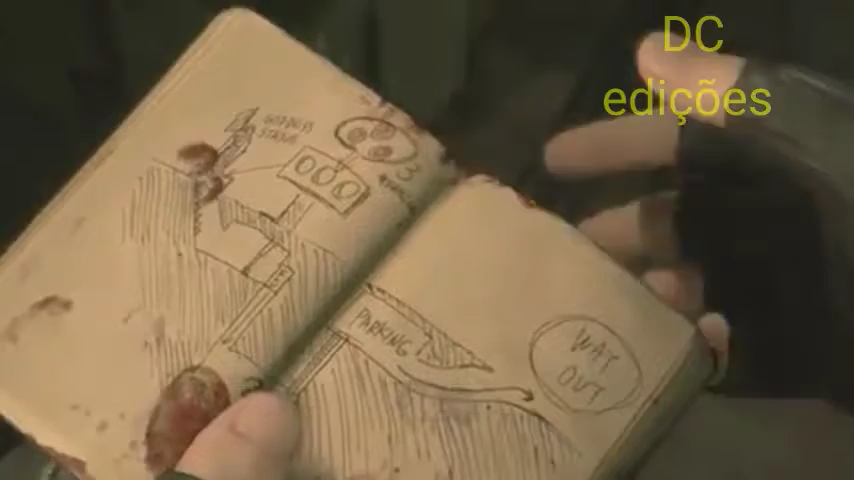 DC
edições
GODDESS
STATUE
3
PARKING
WAY
OUT